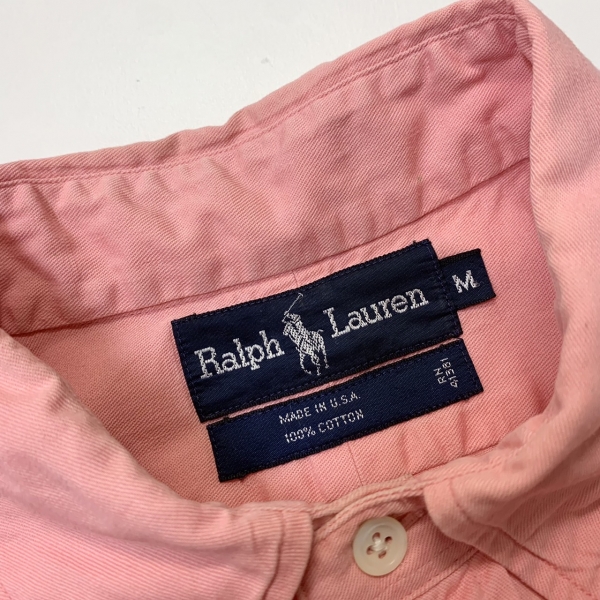 Ralph Lauren
M
MADE IN U.S.A.
100% COTTON
RN
41381